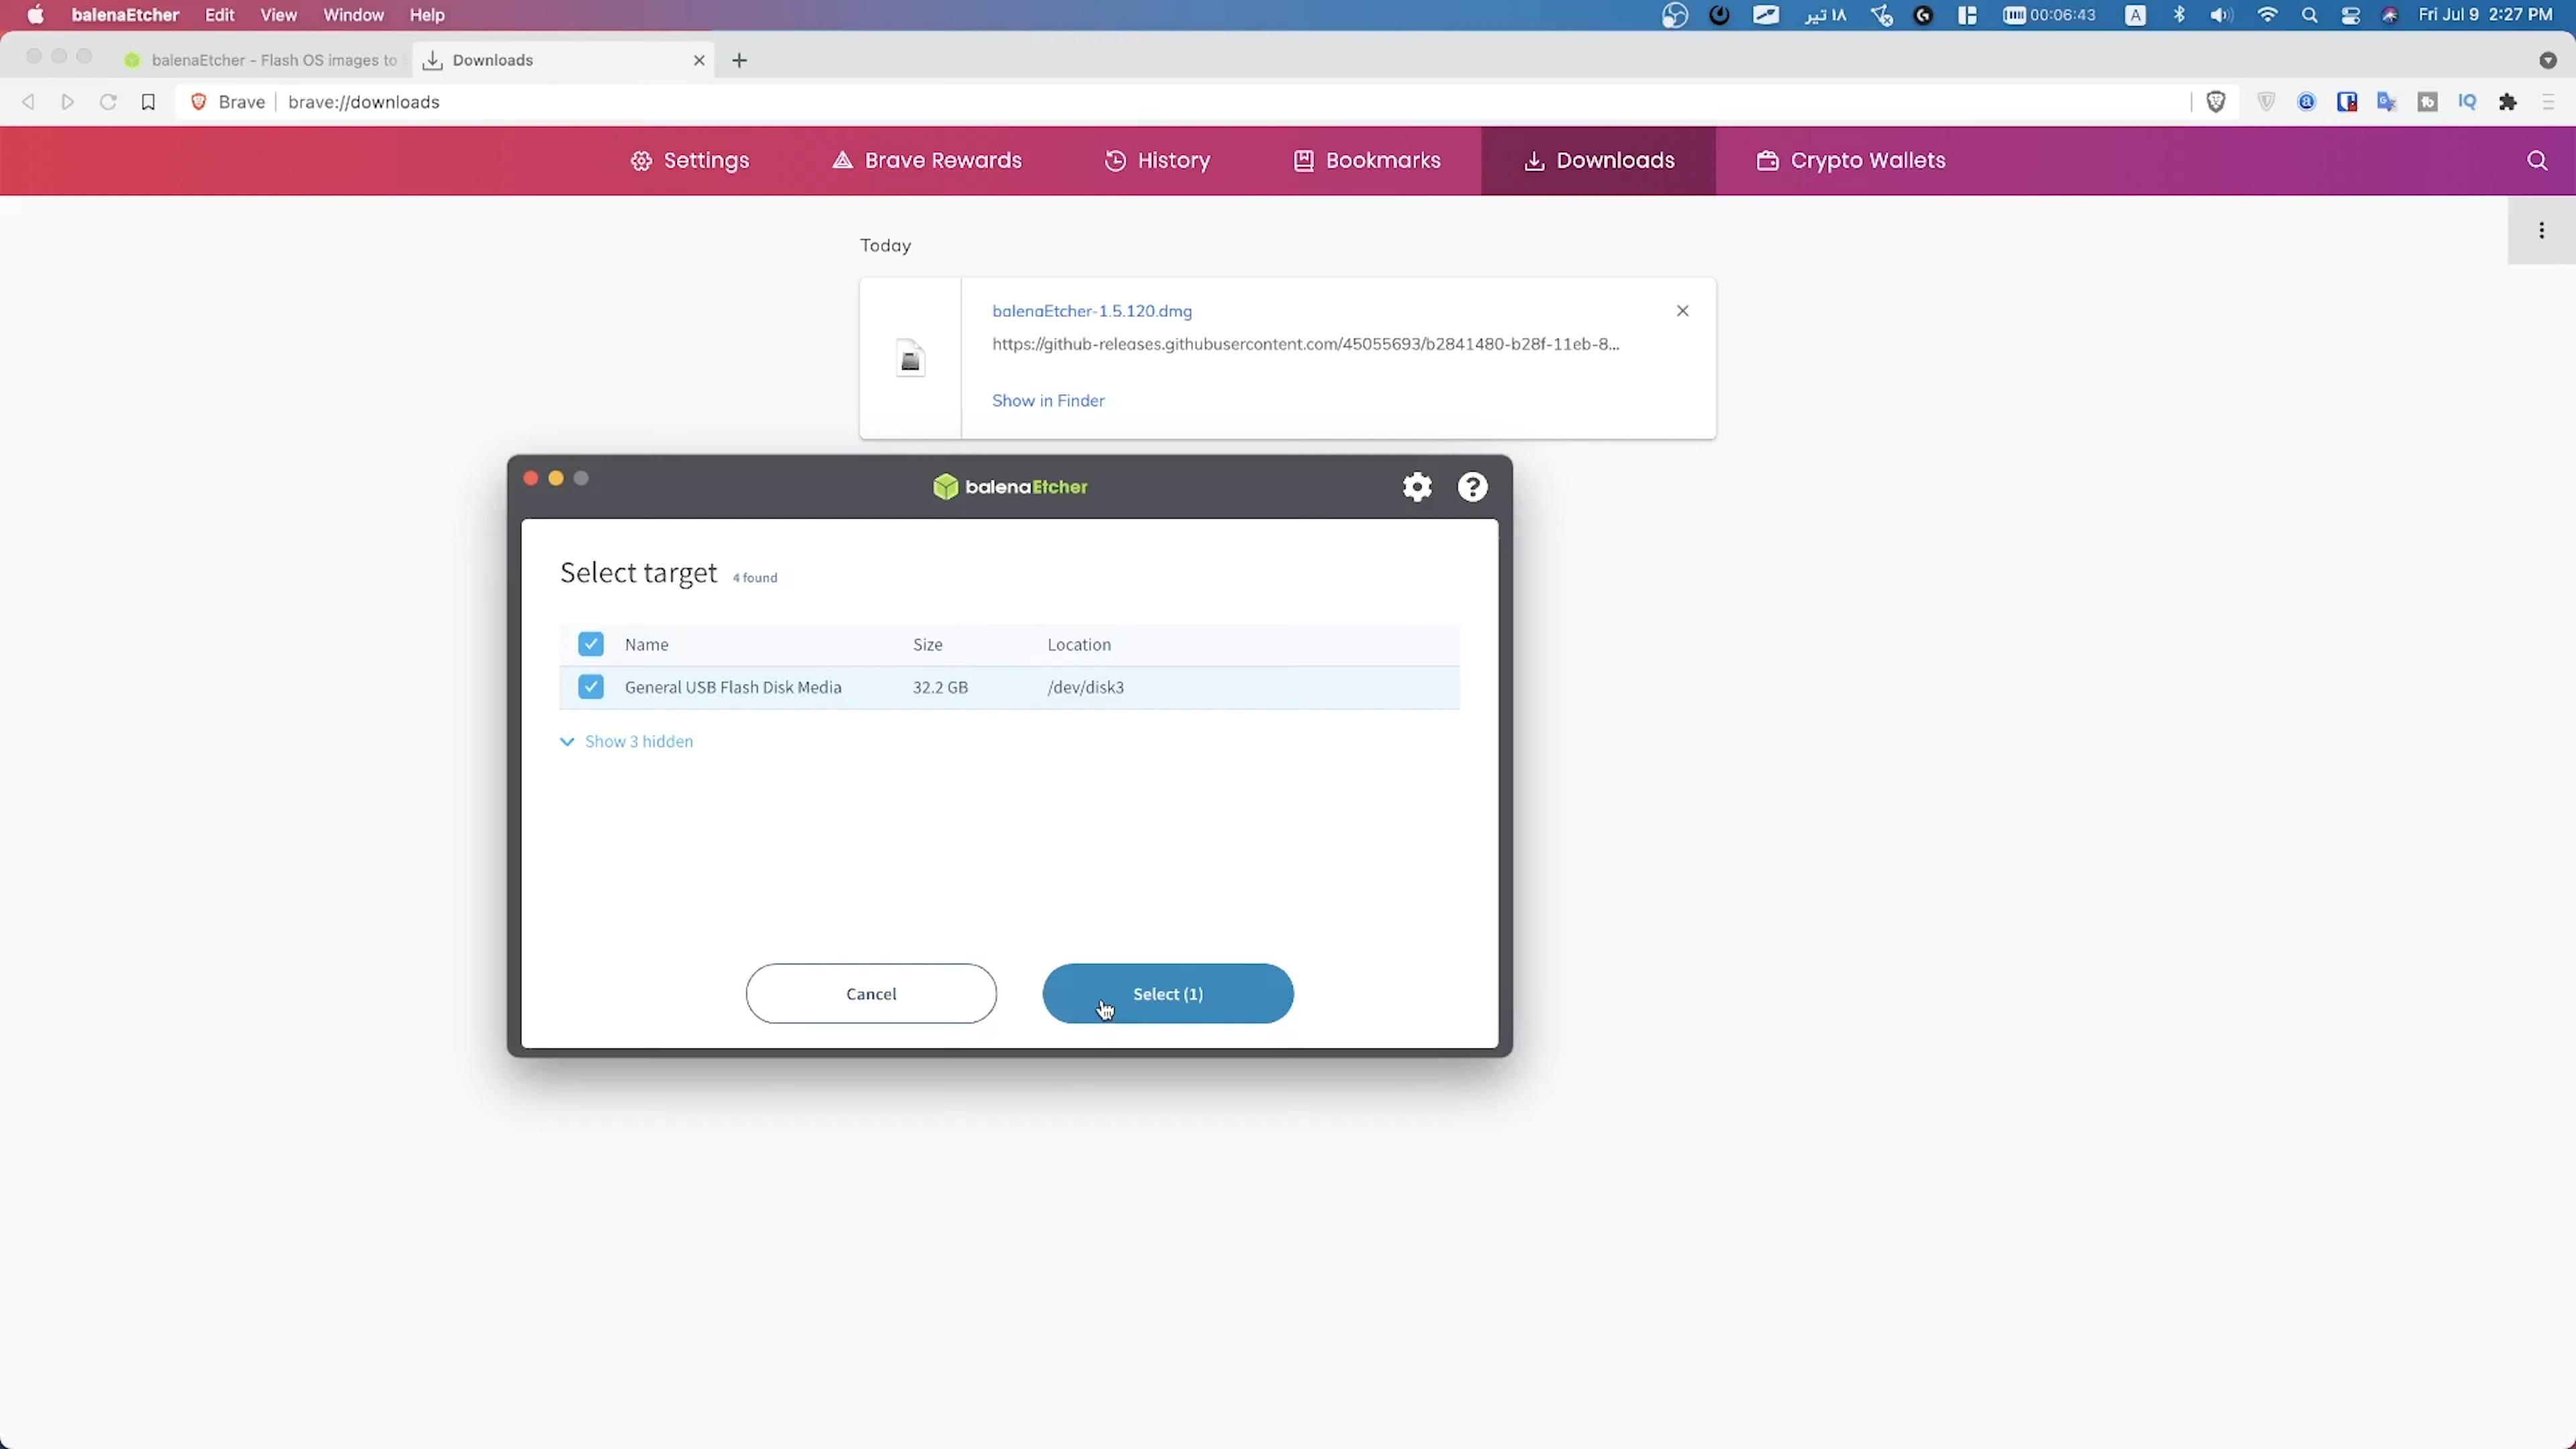 balenaEtcher Edit View Window Help ۱۸ تیر 00:06:43 A Fri Jul 9 2:27 PM
balenaEtcher - Flash OS images to Downloads
Brave brave://downloads
Settings Brave Rewards History Bookmarks Downloads Crypto Wallets
Today
balenaEtcher-1.5.120.dmg
https://github-releases.githubusercontent.com/45055693/b2841480-b28f-11eb-8...
Show in Finder
balenaEtcher
Select target 4 found
Name Size Location
General USB Flash Disk Media 32.2 GB /dev/disk3
Show 3 hidden
Cancel Select (1)